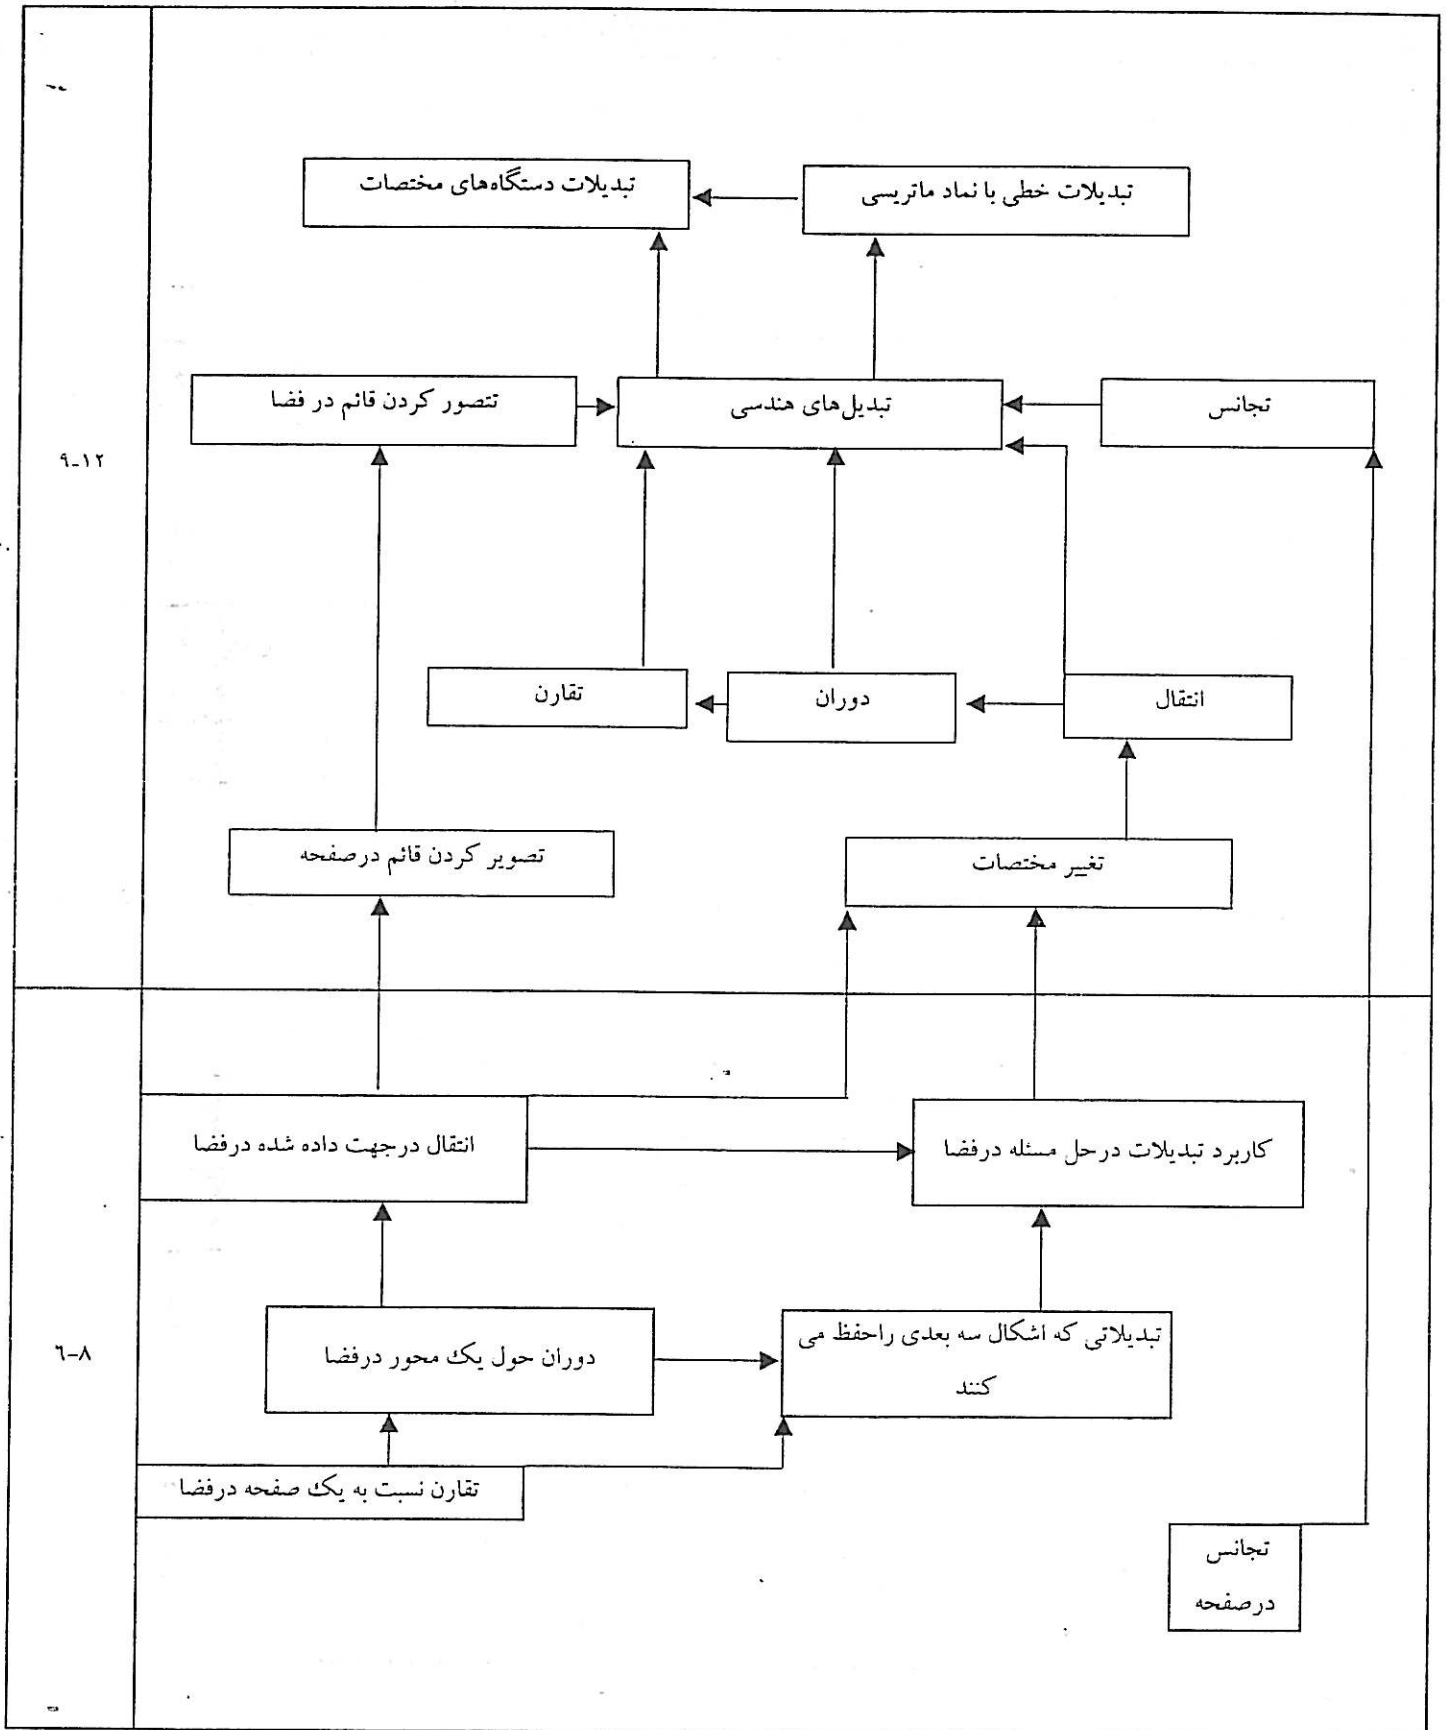 تبدیلات خطی با نماد ماتریسی
تبدیلات دستگاه‌های مختصات
تجانس
تبدیل‌های هندسی
تتصور کردن قائم در فضا
۹-۱۲
انتقال
دوران
تقارن
تغییر مختصات
تصویر کردن قائم درصفحه
کاربرد تبدیلات درحل مسئله درفضا
انتقال درجهت داده شده درفضا
تبدیلاتی که اشکال سه بعدی راحفظ می
کنند
دوران حول یک محور درفضا
۶-۸
تقارن نسبت به یک صفحه درفضا
تجانس
درصفحه